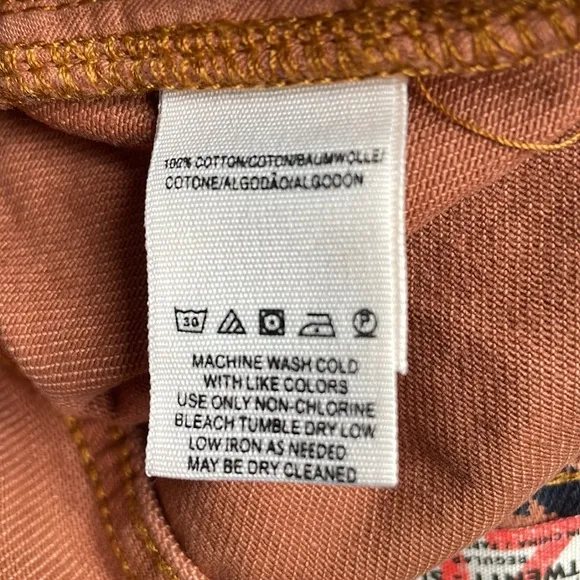 100% COTTON/COTON/BAUMWOLLE/
COTONE/ALGODÃO/ALGODON
30
P
MACHINE WASH COLD
WITH LIKE COLORS
USE ONLY NON-CHLORINE
BLEACH TUMBLE DRY LOW
LOW IRON AS NEEDED
MAY BE DRY CLEANED
REGULAR